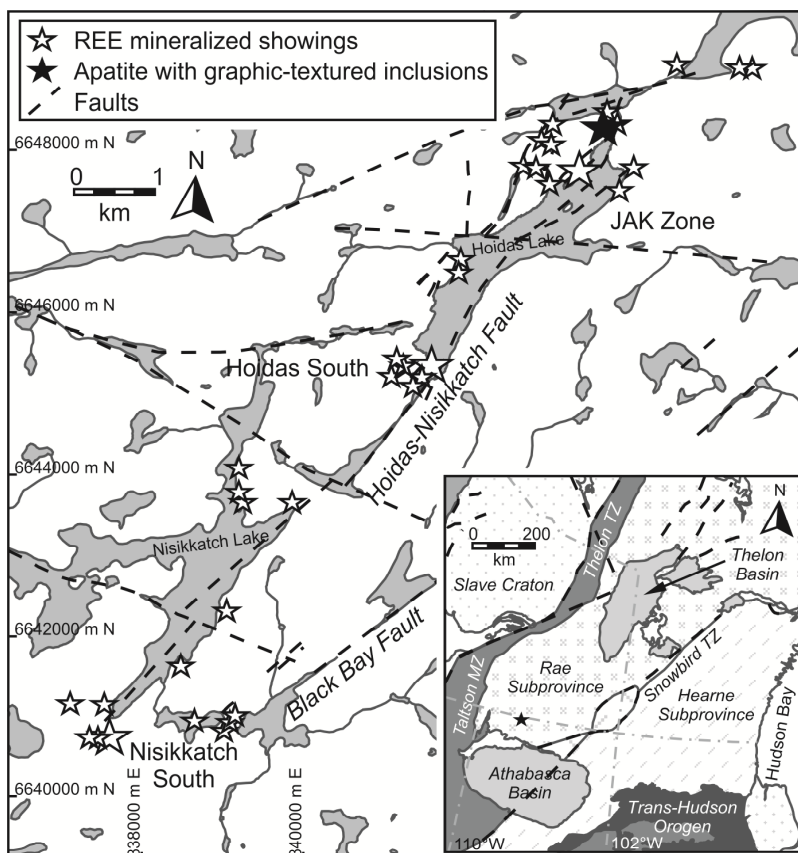 REE mineralized showings
Apatite with graphic-textured inclusions
Faults
6648000 m N
N
0 1
km
JAK Zone
Hoidas Lake
6646000 m N
Hoidas South
Hoidas-Nisikkatch Fault
6644000 m N
Nisikkatch Lake
6642000 m N
Black Bay Fault
Nisikkatch
South
6640000 m N
338000 m E
340000 m E
N
0 200
km
Thelon TZ
Thelon
Basin
Slave Craton
Rae
Subprovince
Snowbird TZ
Taltson MZ
Hearne
Subprovince
Hudson Bay
Athabasca
Basin
Trans-Hudson
Orogen
110°W
102°W